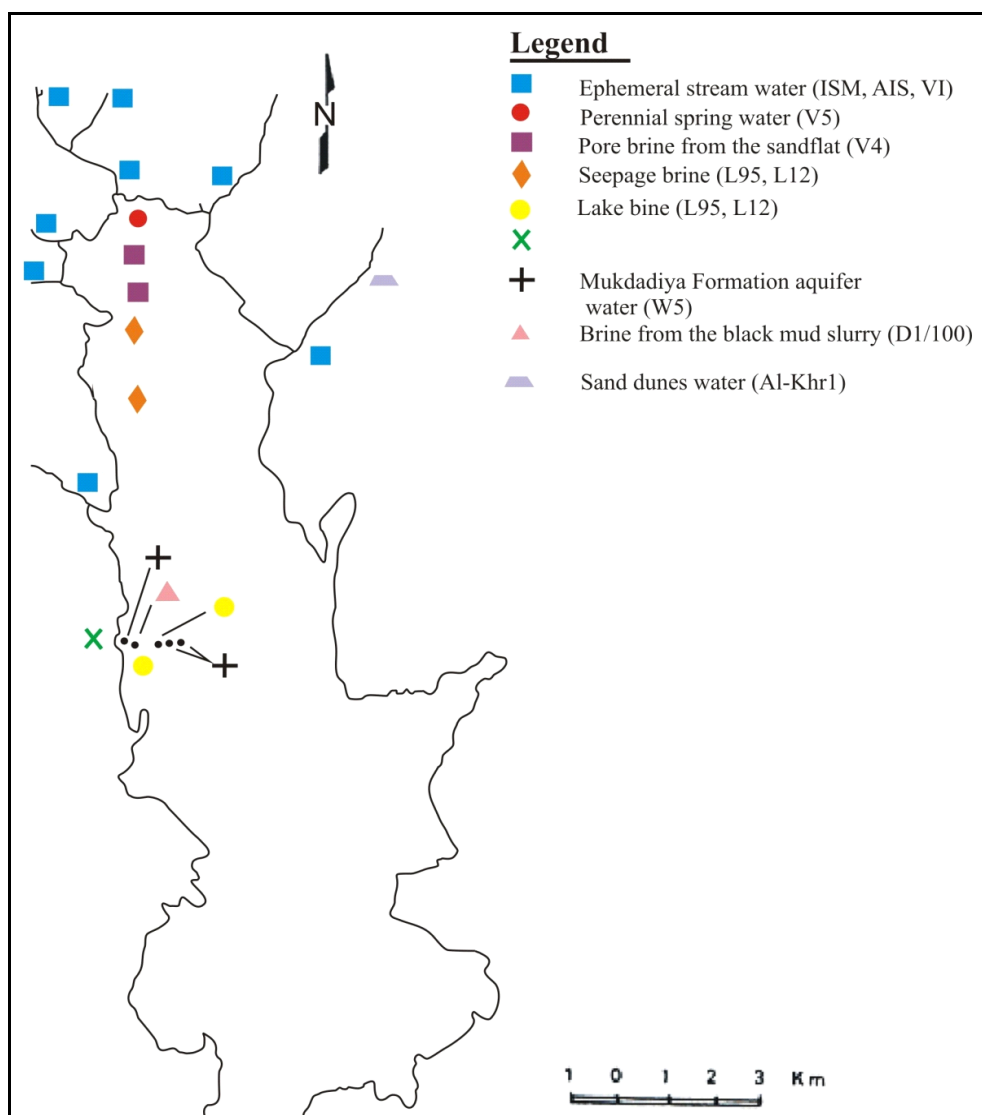 Legend
N
Ephemeral stream water (ISM, AIS, VI)
Perennial spring water (V5)
Pore brine from the sandflat (V4)
Seepage brine (L95, L12)
Lake bine (L95, L12)
Mukdadiya Formation aquifer
water (W5)
Brine from the black mud slurry (D1/100)
Sand dunes water (Al-Khr1)
1 0 1 2 3 Km